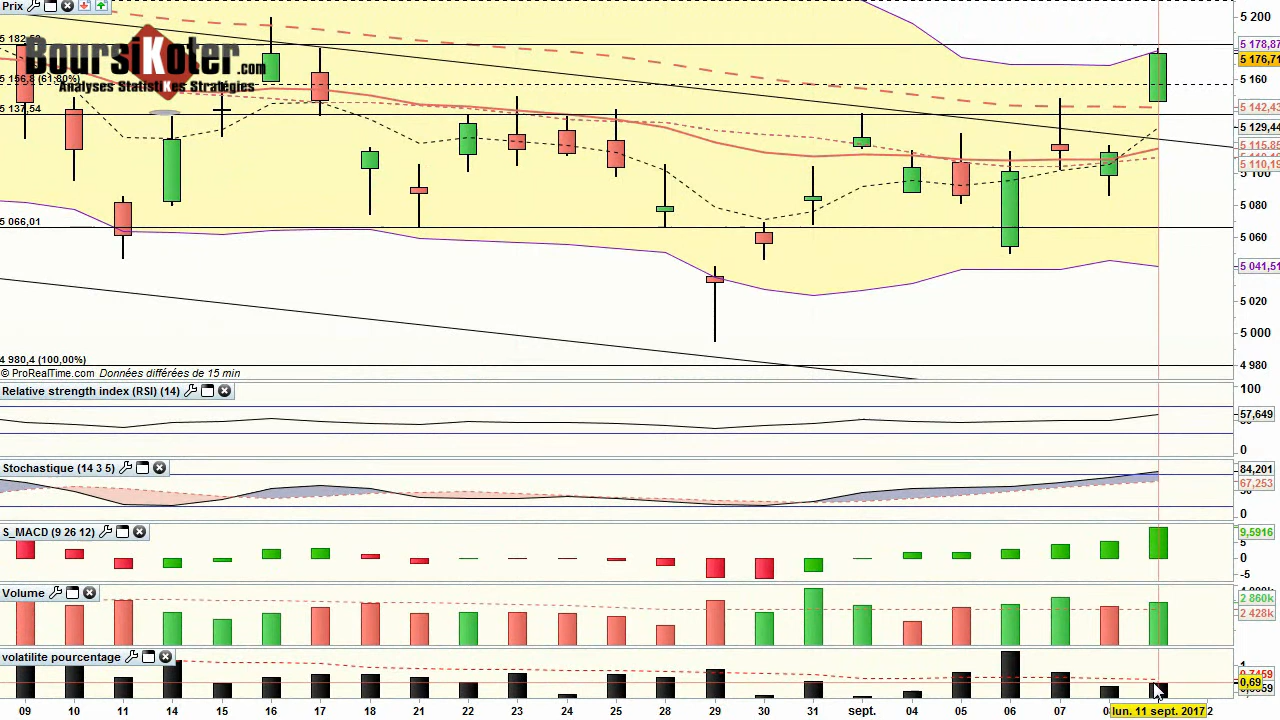 Prix
BoursiKoter.com
Analyses StatistiKes Stratégies
5 182,59
5 156,8 (61,80%)
5 137,54
5 066,01
4 980,4 (100,00%)
© ProRealTime.com Données différées de 15 min
5 200
5 178,87
5 176,71
5 160
5 142,43
5 129,44
5 115,85
5 110,19
5 100
5 080
5 060
5 041,51
5 020
5 000
4 980
Relative strength index (RSI) (14)
100
57,649
0
Stochastique (14 3 5)
84,201
67,253
0
S_MACD (9 26 12)
9,5916
5
0
-5
Volume
2 860k
2 428k
volatilite pourcentage
1
0,7459
0,69
09 10 11 14 15 16 17 18 21 22 23 24 25 28 29 30 31 sept. 04 05 06 07 lun. 11 sept. 2017